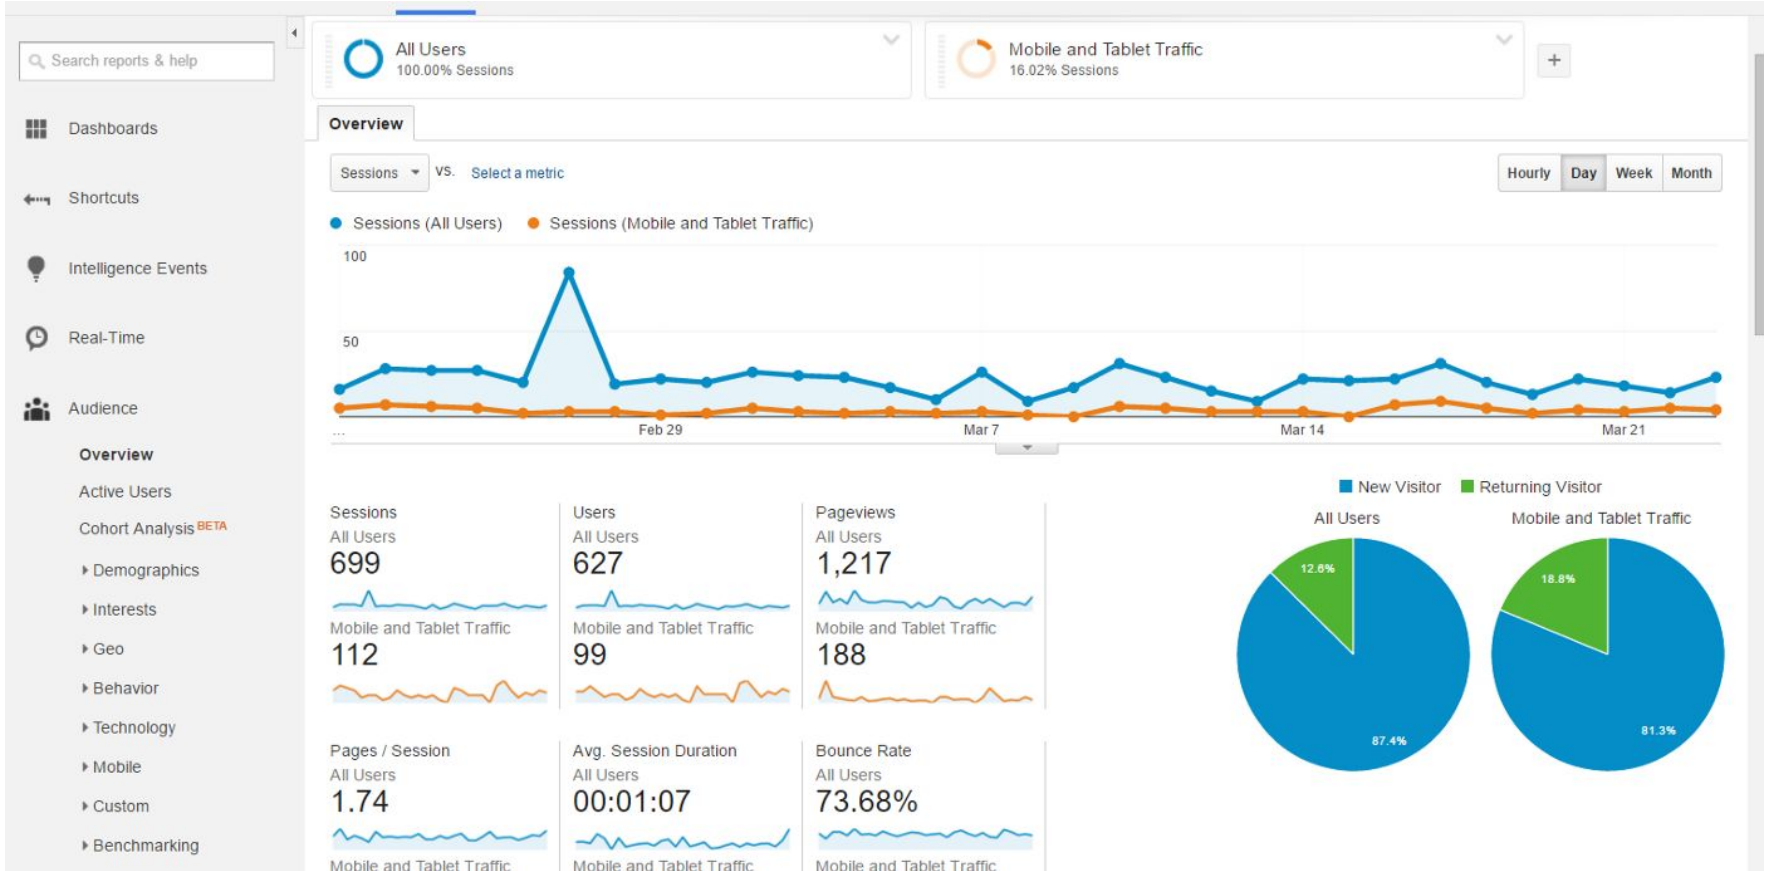 Search reports & help
Dashboards
Shortcuts
Intelligence Events
Real-Time
Audience
Overview
Active Users
Cohort Analysis BETA
Demographics
Interests
Geo
Behavior
Technology
Mobile
Custom
Benchmarking
All Users
100.00% Sessions
Mobile and Tablet Traffic
16.02% Sessions
+
Overview
Sessions VS. Select a metric
Hourly Day Week Month
Sessions (All Users) Sessions (Mobile and Tablet Traffic)
100
50
... Feb 29 Mar 7 Mar 14 Mar 21
Sessions
All Users
699
Mobile and Tablet Traffic
112
Users
All Users
627
Mobile and Tablet Traffic
99
Pageviews
All Users
1,217
Mobile and Tablet Traffic
188
Pages / Session
All Users
1.74
Mobile and Tablet Traffic
Avg. Session Duration
All Users
00:01:07
Mobile and Tablet Traffic
Bounce Rate
All Users
73.68%
Mobile and Tablet Traffic
New Visitor Returning Visitor
All Users
12.6%
87.4%
Mobile and Tablet Traffic
18.8%
81.3%